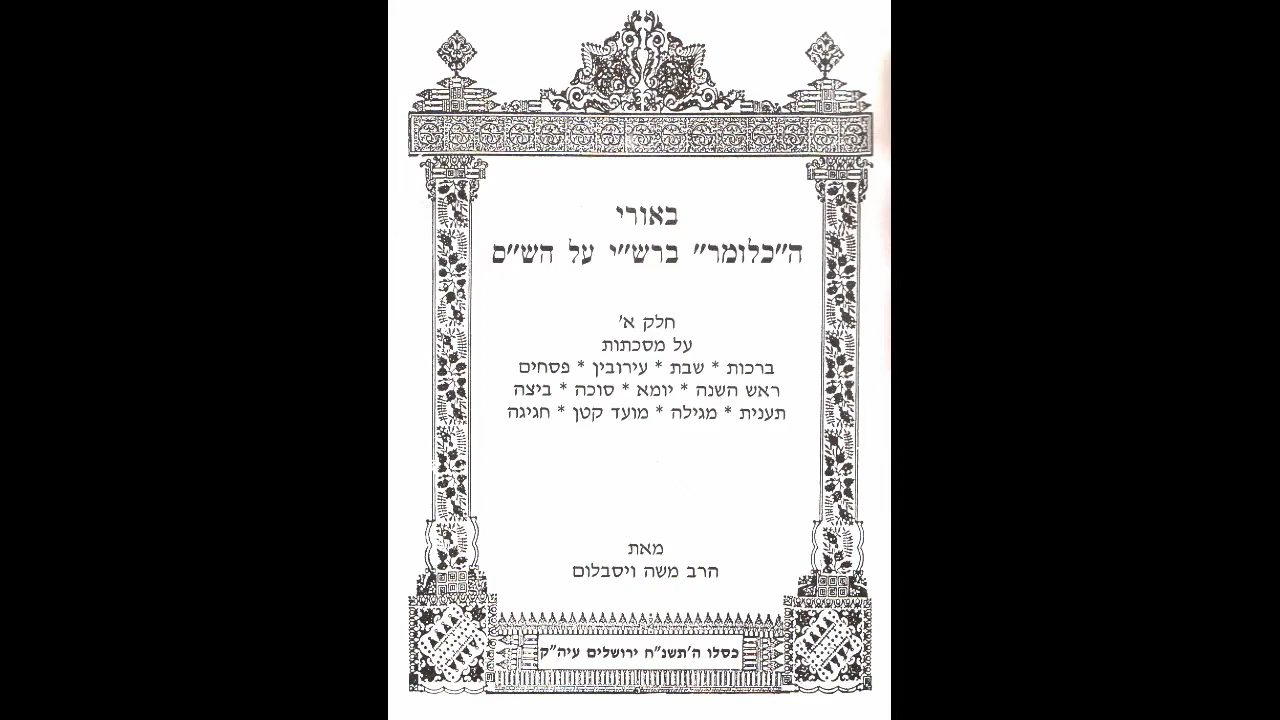 באורי
ה״כלומר״ ברש״י על הש״ס
חלק א׳
על מסכתות
ברכות * שבת * עירובין * פסחים
ראש השנה * יומא * סוכה * ביצה
תענית * מגילה * מועד קטן * חגיגה
מאת
הרב משה ויסבלום
כסלו ה׳תשנ״ח ירושלים עיה״ק